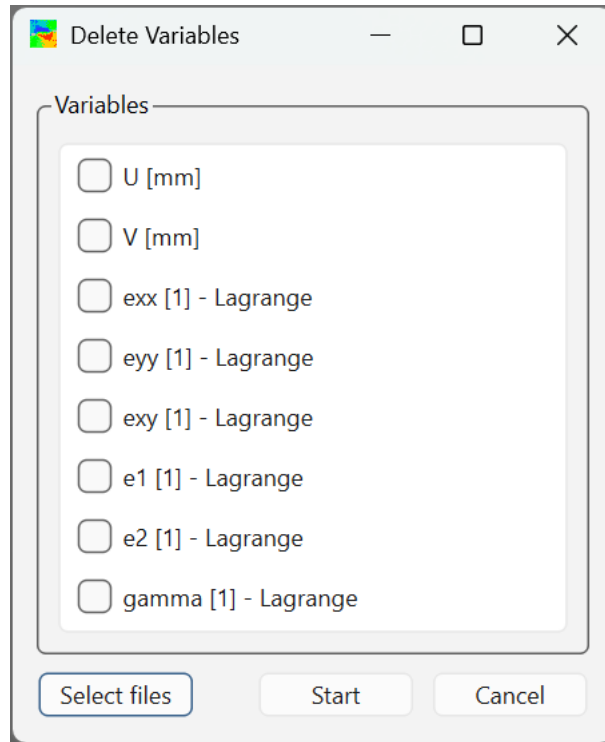 Delete Variables
Variables
U [mm]
V [mm]
exx [1] - Lagrange
eyy [1] - Lagrange
exy [1] - Lagrange
e1 [1] - Lagrange
e2 [1] - Lagrange
gamma [1] - Lagrange
Select files Start Cancel